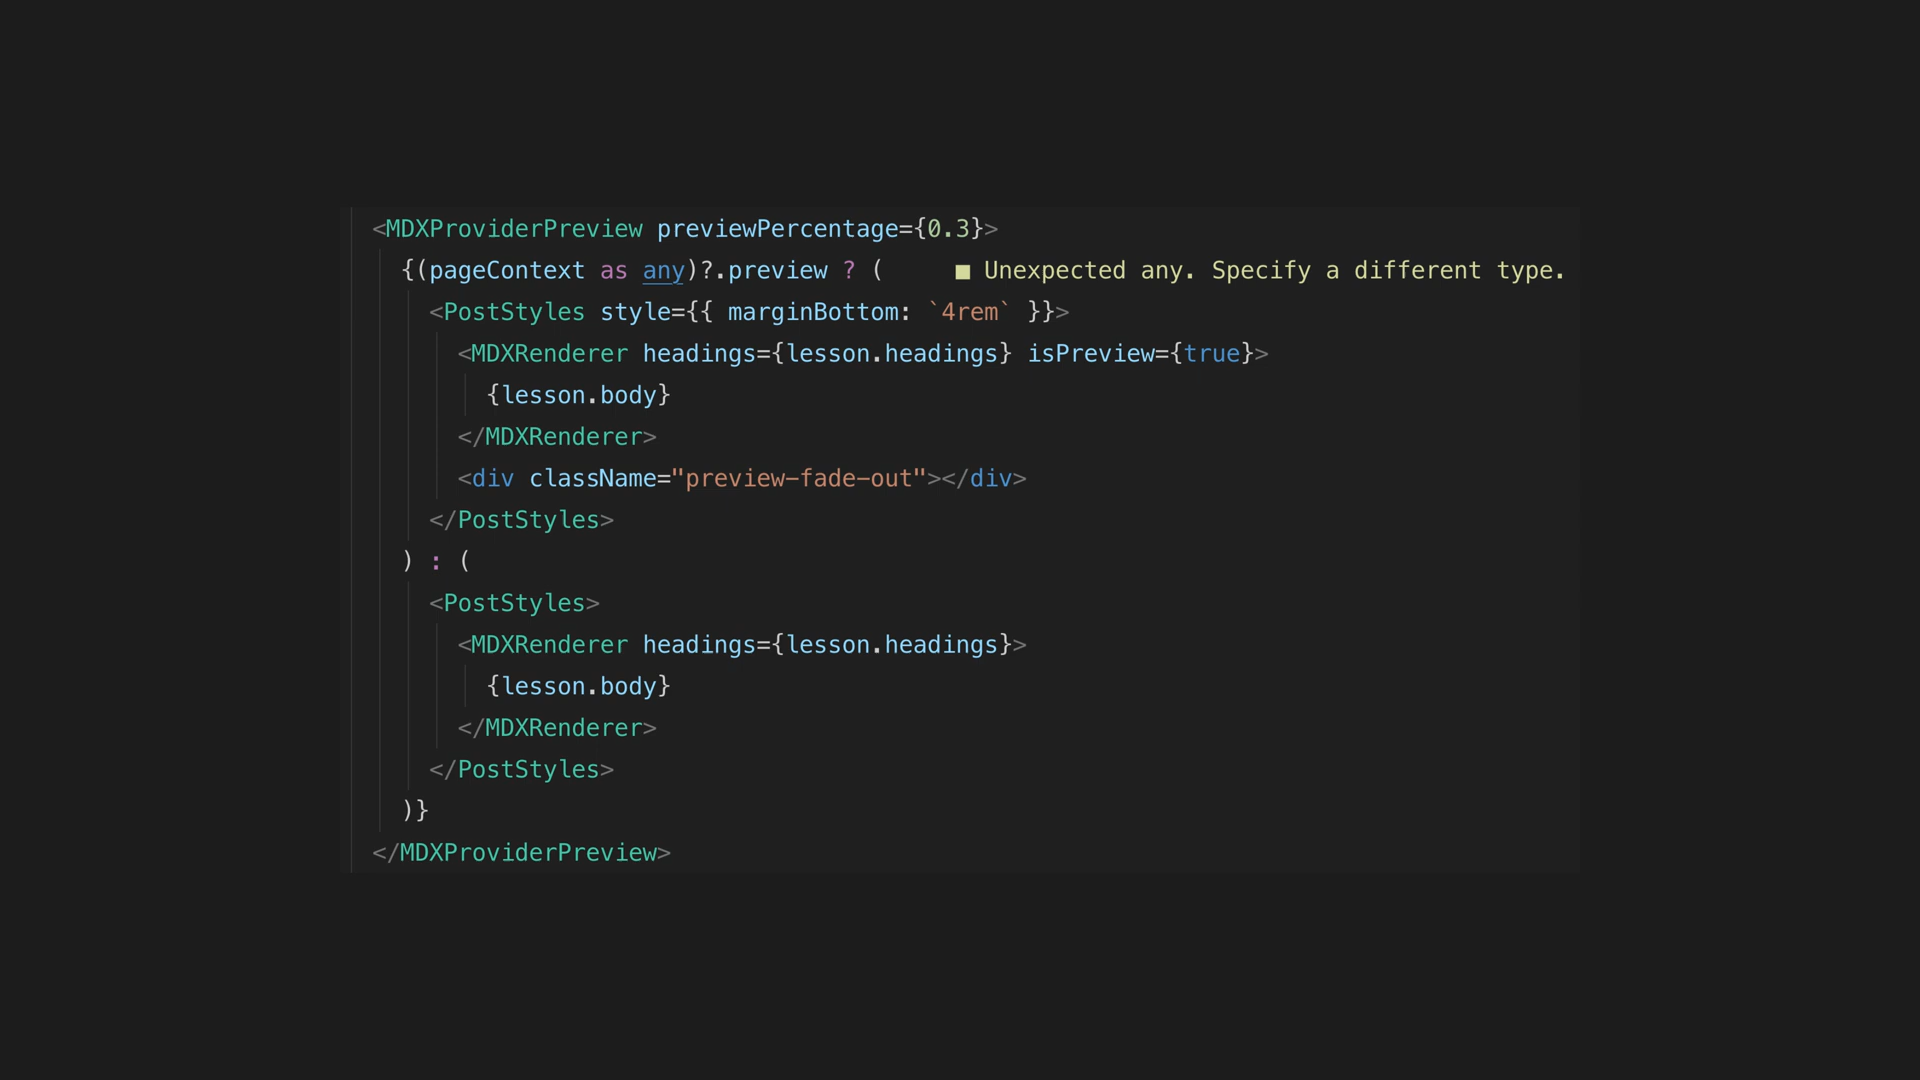 <MDXProviderPreview previewPercentage={0.3}>
{(pageContext as any)?.preview ? ( ■ Unexpected any. Specify a different type.
<PostStyles style={{ marginBottom: `4rem` }}>
<MDXRenderer headings={lesson.headings} isPreview={true}>
{lesson.body}
</MDXRenderer>
<div className="preview-fade-out"></div>
</PostStyles>
) : (
<PostStyles>
<MDXRenderer headings={lesson.headings}>
{lesson.body}
</MDXRenderer>
</PostStyles>
)}
</MDXProviderPreview>